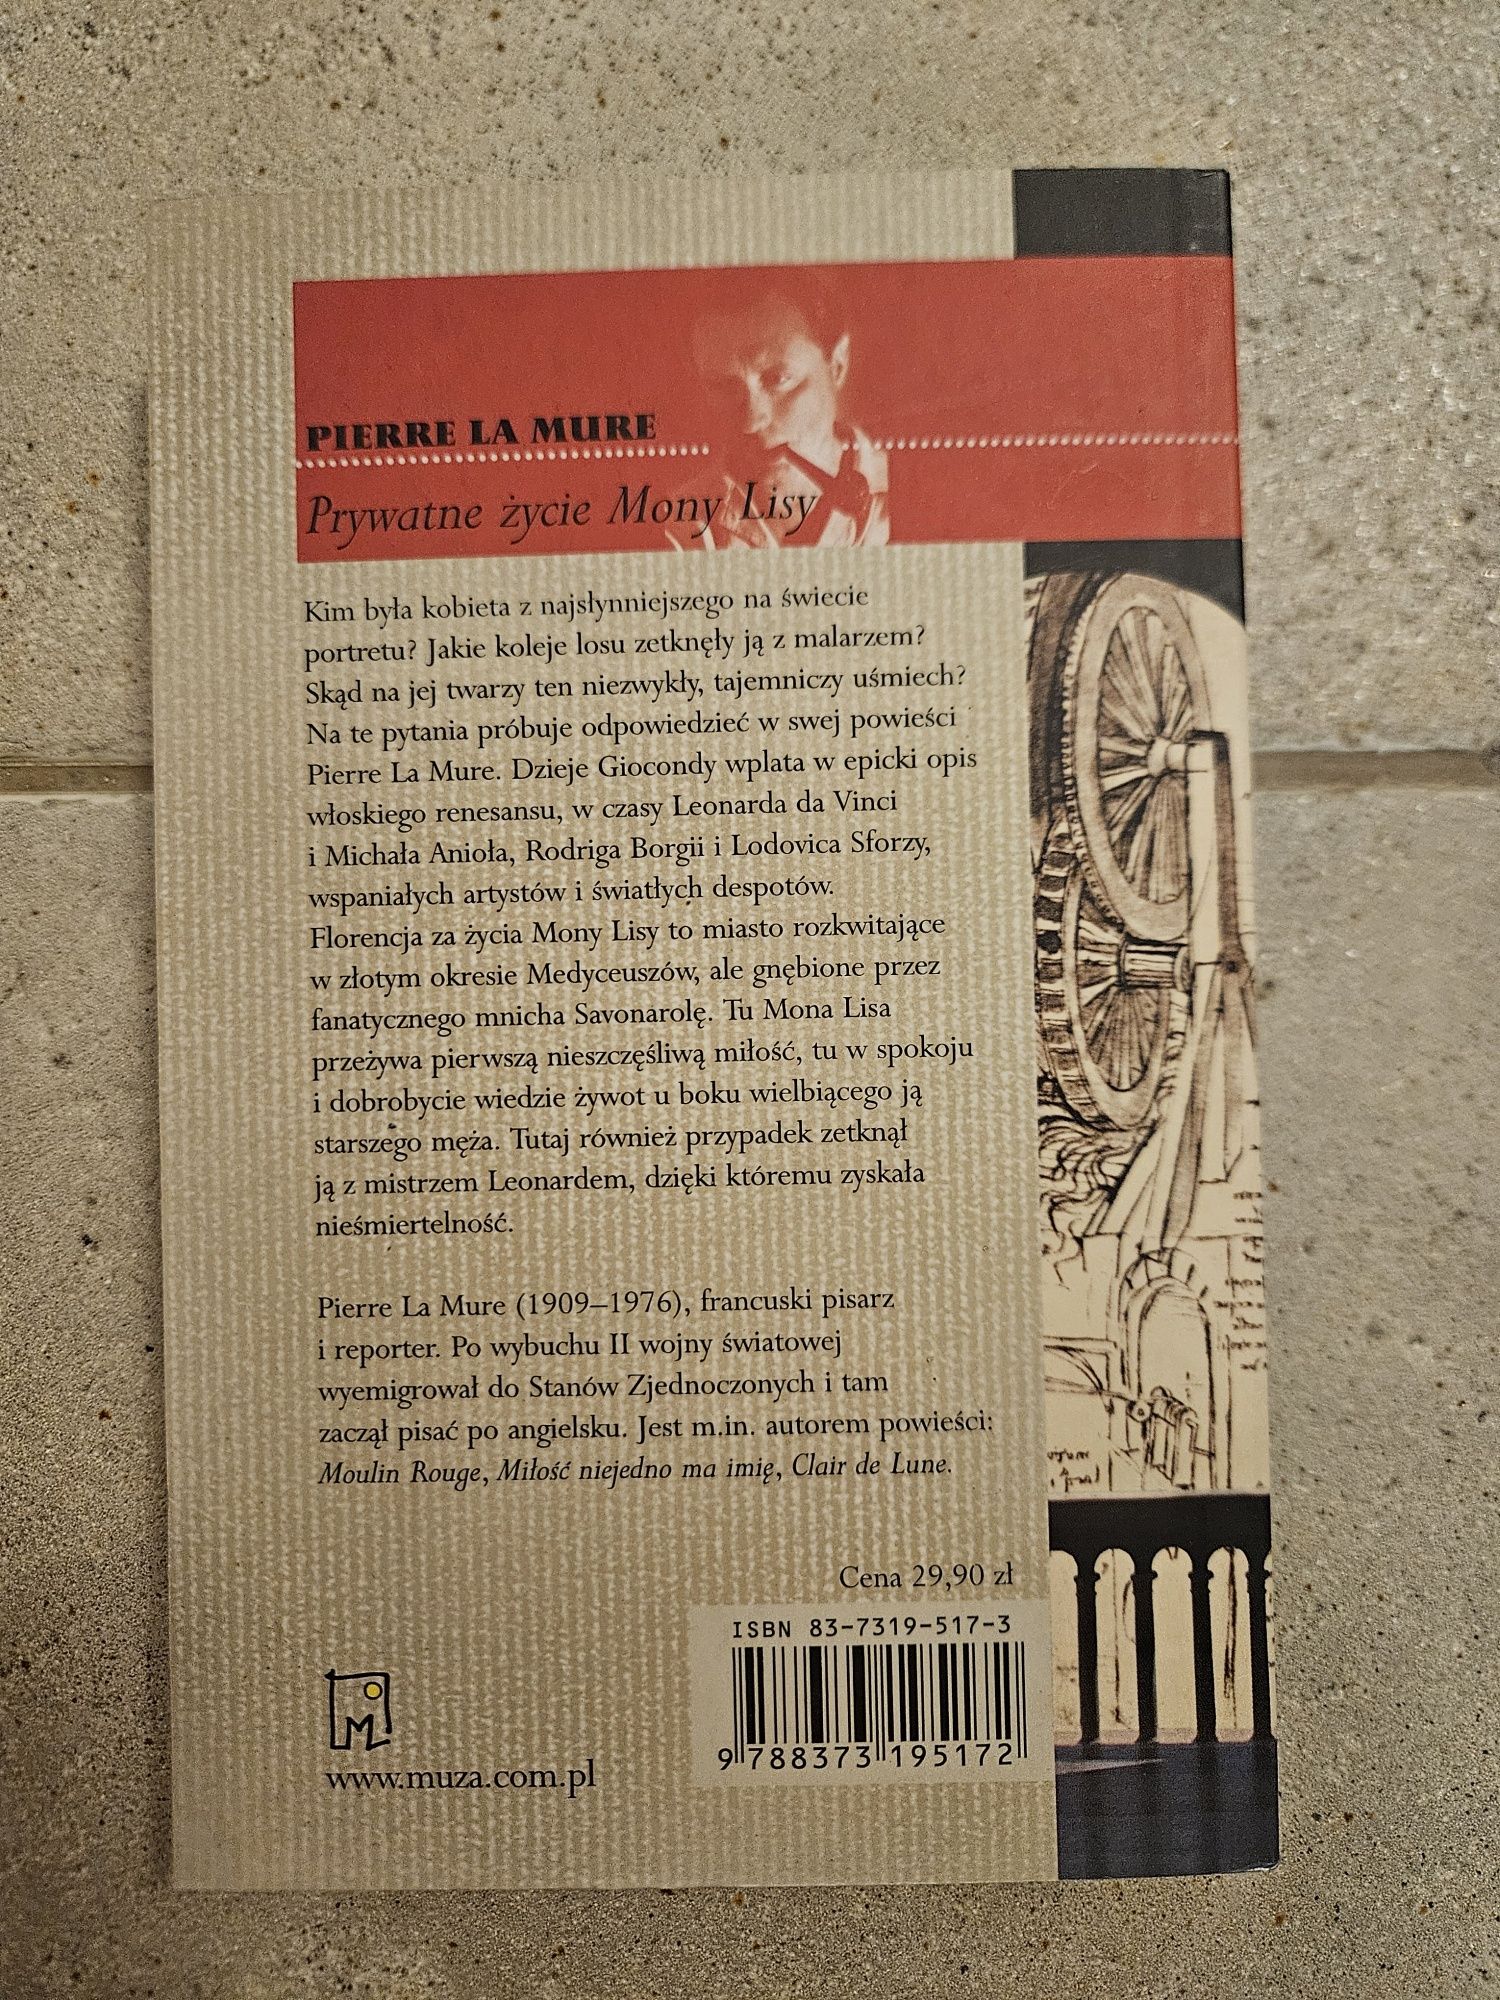 PIERRE LA MURE
Prywatne życie Mony Lisy
Kim była kobieta z najsłynniejszego na świecie
portretu? Jakie koleje losu zetknęły ją z malarzem?
Skąd na jej twarzy ten niezwykły, tajemniczy uśmiech?
Na te pytania próbuje odpowiedzieć w swej powieści
Pierre La Mure. Dzieje Giocondy wplata w epicki opis
włoskiego renesansu, w czasy Leonarda da Vinci
i Michała Anioła, Rodriga Borgii i Lodovica Sforzy,
wspaniałych artystów i światłych despotów.
Florencja za życia Mony Lisy to miasto rozkwitające
w złotym okresie Medyceuszów, ale gnębione przez
fanatycznego mnicha Savonarolę. Tu Mona Lisa
przeżywa pierwszą nieszczęśliwą miłość, tu w spokoju
i dobrobycie wiedzie żywot u boku wielbiącego ją
starszego męża. Tutaj również przypadek zetknął
ją z mistrzem Leonardem, dzięki któremu zyskała
nieśmiertelność.
Pierre La Mure (1909–1976), francuski pisarz
i reporter. Po wybuchu II wojny światowej
wyemigrował do Stanów Zjednoczonych i tam
zaczął pisać po angielsku. Jest m.in. autorem powieści:
Moulin Rouge, Miłość niejedno ma imię, Clair de Lune.
Cena 29,90 zł
ISBN 83-7319-517-3
9 788373 195172
M
www.muza.com.pl